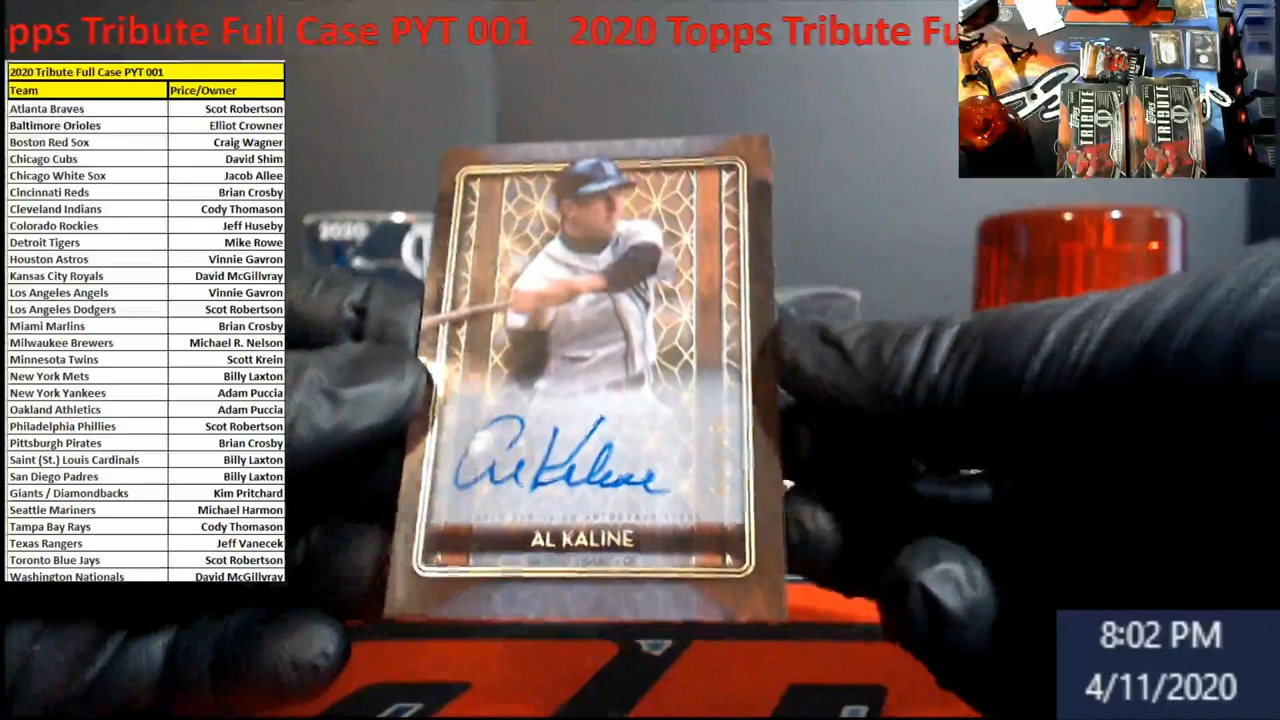 pps Tribute Full Case PYT 001 2020 Topps Tribute Fu
2020 Tribute Full Case PYT 001
Team Price/Owner
Atlanta Braves Scot Robertson
Baltimore Orioles Elliot Crowner
Boston Red Sox Craig Wagner
Chicago Cubs David Shim
Chicago White Sox Jacob Allee
Cincinnati Reds Brian Crosby
Cleveland Indians Cody Thomason
Colorado Rockies Jeff Huseby
Detroit Tigers Mike Rowe
Houston Astros Vinnie Gavron
Kansas City Royals David McGillvray
Los Angeles Angels Vinnie Gavron
Los Angeles Dodgers Scot Robertson
Miami Marlins Brian Crosby
Milwaukee Brewers Michael R. Nelson
Minnesota Twins Scott Krein
New York Mets Billy Laxton
New York Yankees Adam Puccia
Oakland Athletics Adam Puccia
Philadelphia Phillies Scot Robertson
Pittsburgh Pirates Brian Crosby
Saint (St.) Louis Cardinals Billy Laxton
San Diego Padres Billy Laxton
Giants / Diamondbacks Kim Pritchard
Seattle Mariners Michael Harmon
Tampa Bay Rays Cody Thomason
Texas Rangers Jeff Vanecek
Toronto Blue Jays Scot Robertson
Washington Nationals David McGillvray
Topps TRIBUTE
Topps TRIBUTE
2020
Al Kaline
AL KALINE
8:02 PM
4/11/2020